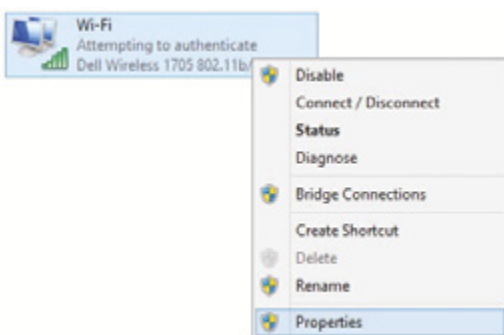 Wi-Fi
Attempting to authenticate
Dell Wireless 1705 802.11b/
Disable
Connect / Disconnect
Status
Diagnose
Bridge Connections
Create Shortcut
Delete
Rename
Properties